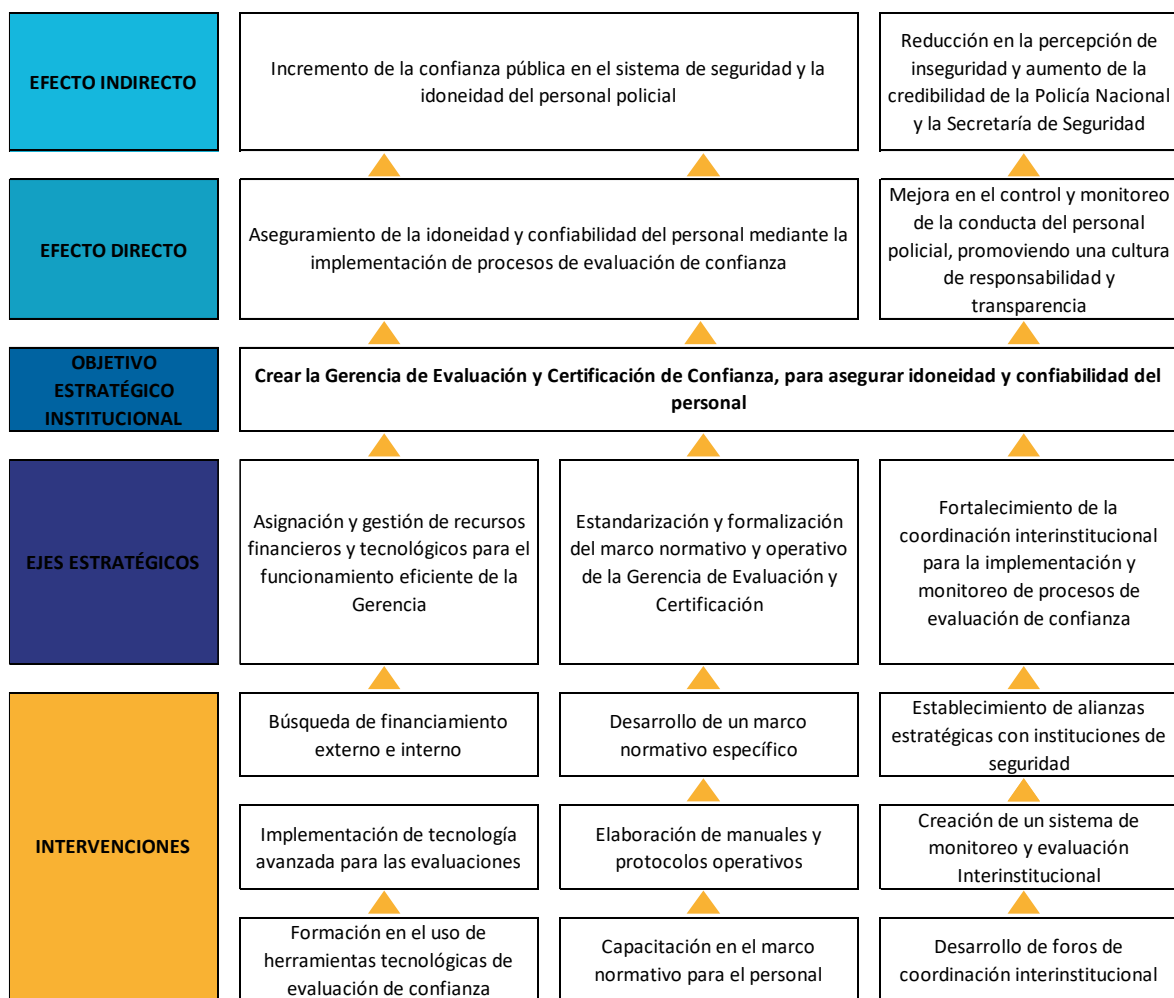 EFECTO INDIRECTO
Incremento de la confianza pública en el sistema de seguridad y la
idoneidad del personal policial
Reducción en la percepción de
inseguridad y aumento de la
credibilidad de la Policía Nacional
y la Secretaría de Seguridad
EFECTO DIRECTO
Aseguramiento de la idoneidad y confiabilidad del personal mediante la
implementación de procesos de evaluación de confianza
Mejora en el control y monitoreo
de la conducta del personal
policial, promoviendo una cultura
de responsabilidad y
transparencia
OBJETIVO
ESTRATÉGICO
INSTITUCIONAL
Crear la Gerencia de Evaluación y Certificación de Confianza, para asegurar idoneidad y confiabilidad del
personal
EJES ESTRATÉGICOS
Asignación y gestión de recursos
financieros y tecnológicos para el
funcionamiento eficiente de la
Gerencia
Estandarización y formalización
del marco normativo y operativo
de la Gerencia de Evaluación y
Certificación
Fortalecimiento de la
coordinación interinstitucional
para la implementación y
monitoreo de procesos de
evaluación de confianza
INTERVENCIONES
Búsqueda de financiamiento
externo e interno
Desarrollo de un marco
normativo específico
Establecimiento de alianzas
estratégicas con instituciones de
seguridad
Implementación de tecnología
avanzada para las evaluaciones
Elaboración de manuales y
protocolos operativos
Creación de un sistema de
monitoreo y evaluación
Interinstitucional
Formación en el uso de
herramientas tecnológicas de
evaluación de confianza
Capacitación en el marco
normativo para el personal
Desarrollo de foros de
coordinación interinstitucional